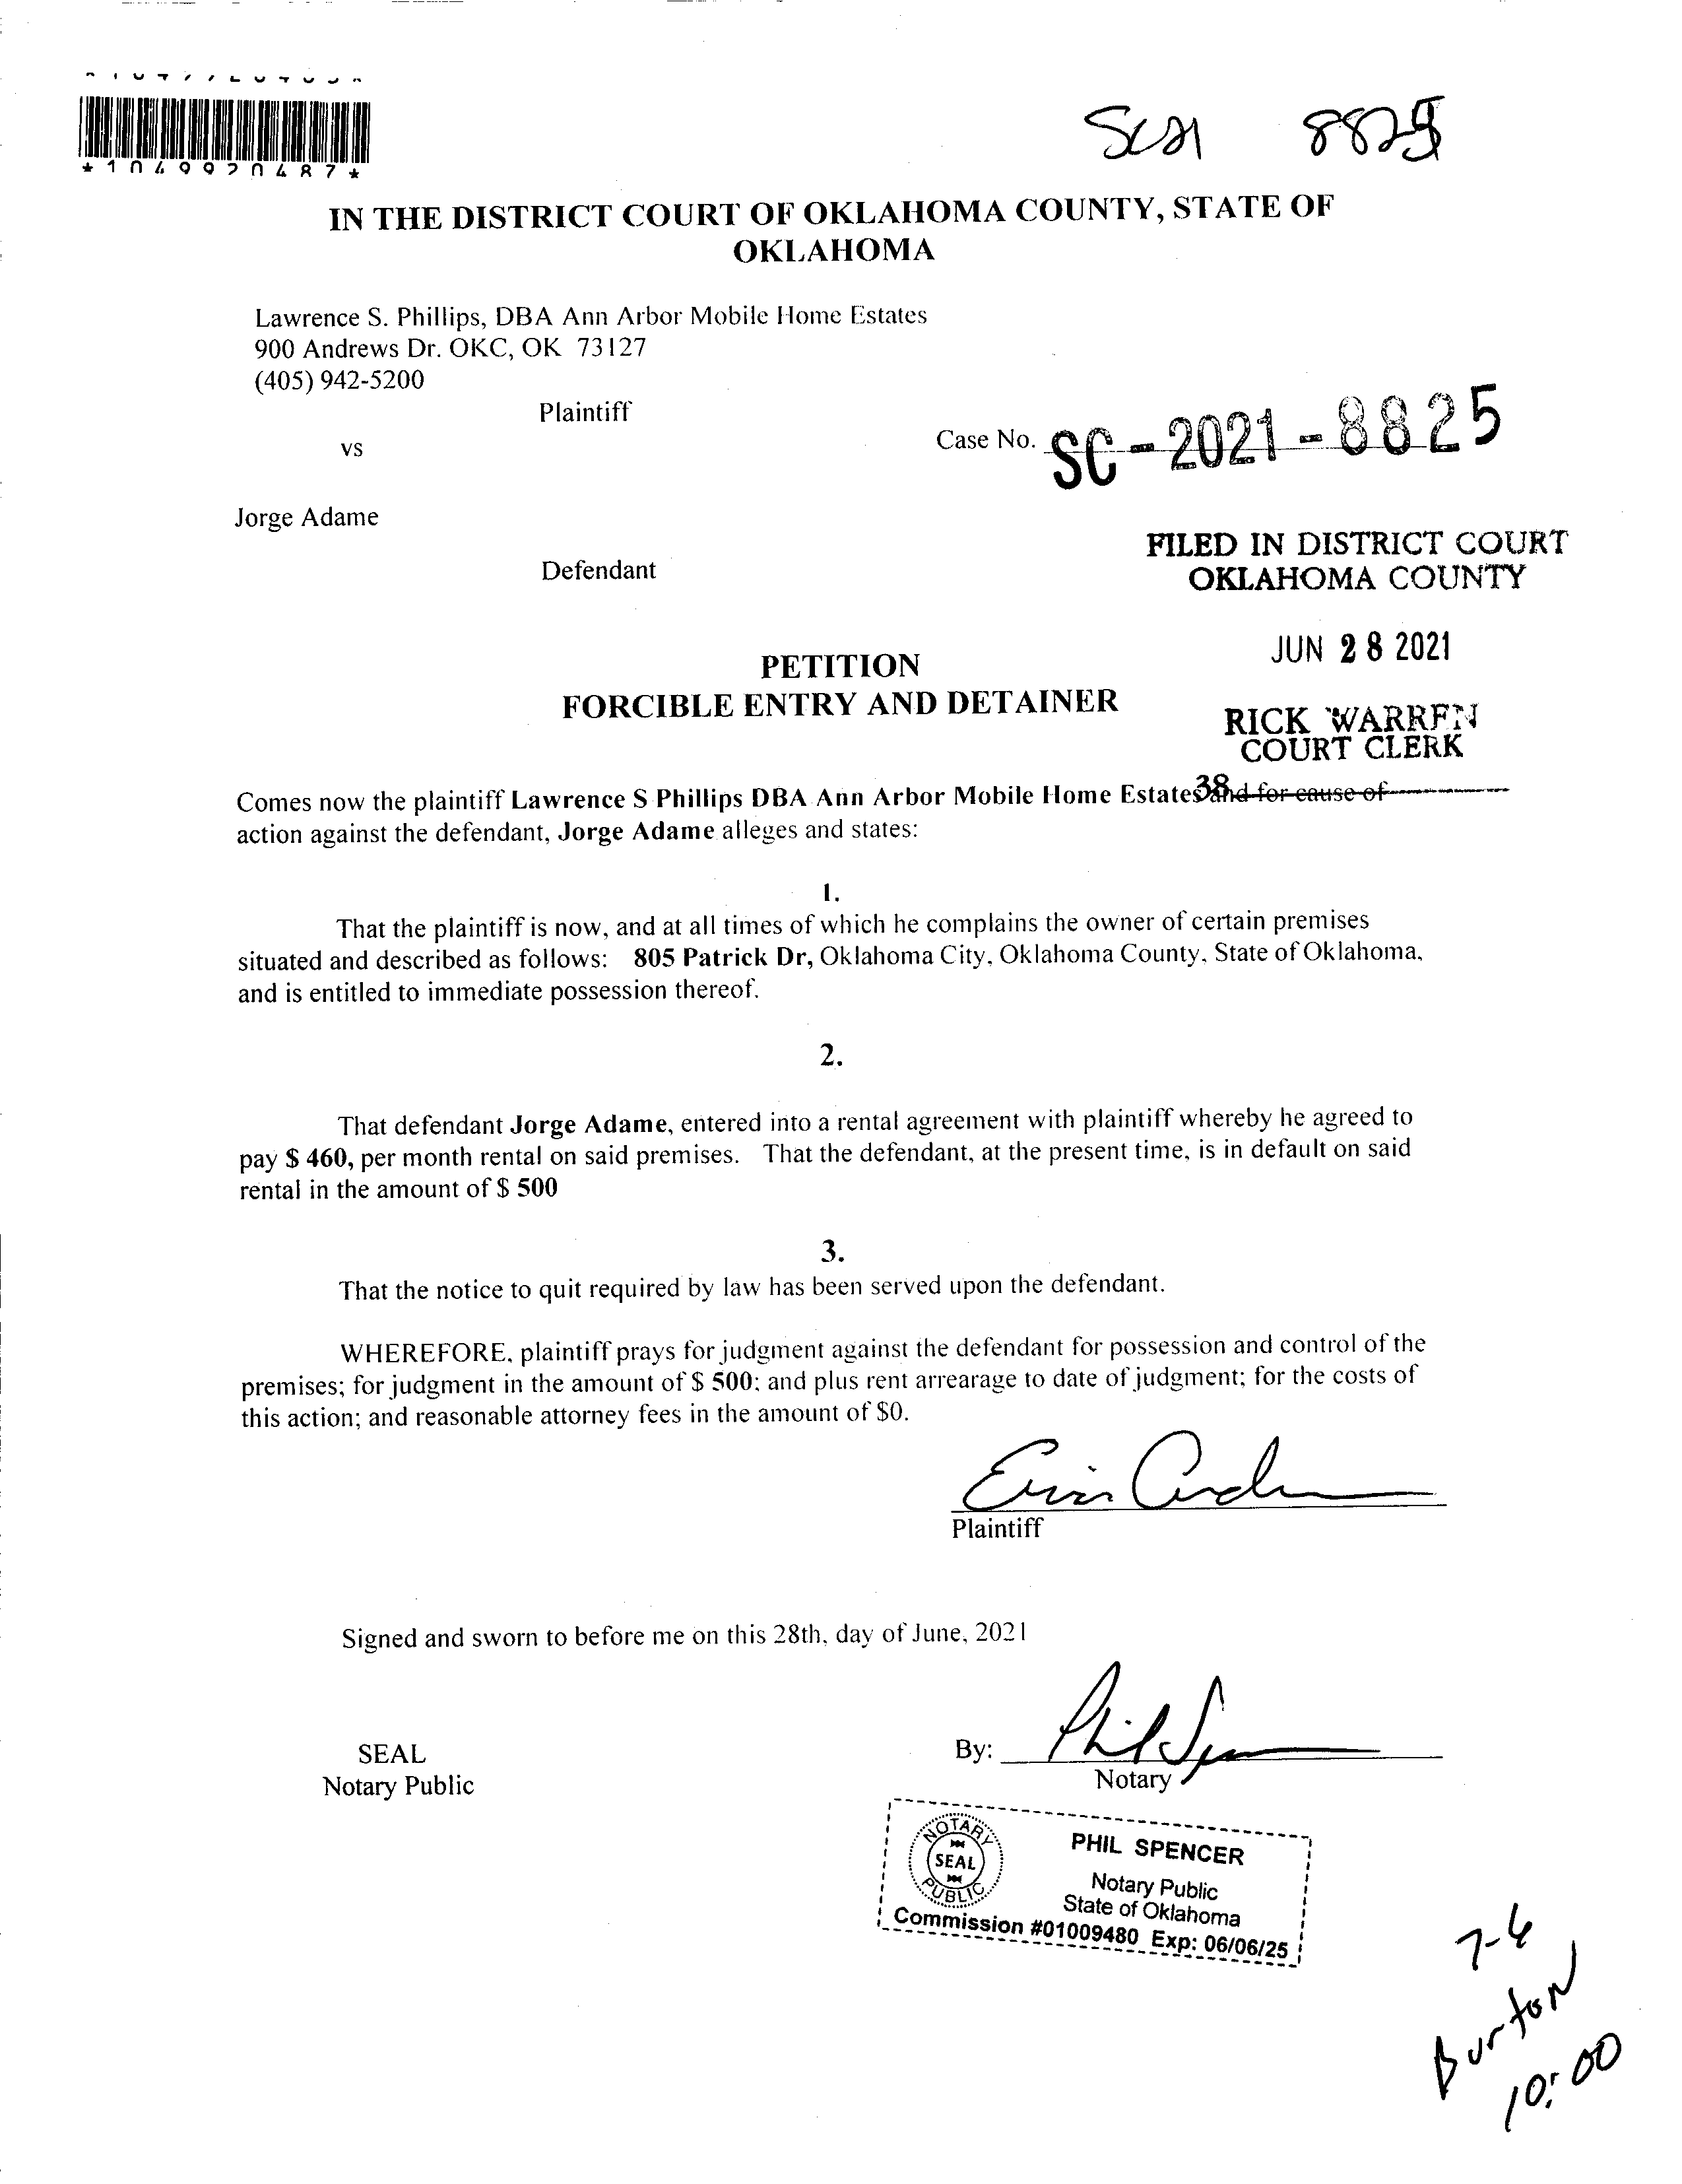 *1049920487*
SC21 8825
IN THE DISTRICT COURT OF OKLAHOMA COUNTY, STATE OF
OKLAHOMA
Lawrence S. Phillips, DBA Ann Arbor Mobile Home Estates
900 Andrews Dr. OKC, OK 73127
(405) 942-5200
Plaintiff
vs
Case No. SC-2021-8825
Jorge Adame
Defendant
FILED IN DISTRICT COURT
OKLAHOMA COUNTY
JUN 28 2021
PETITION
FORCIBLE ENTRY AND DETAINER
RICK WARREN
COURT CLERK
38
Comes now the plaintiff Lawrence S Phillips DBA Ann Arbor Mobile Home Estates and for cause of
action against the defendant, Jorge Adame alleges and states:
1.
That the plaintiff is now, and at all times of which he complains the owner of certain premises
situated and described as follows: 805 Patrick Dr, Oklahoma City, Oklahoma County, State of Oklahoma,
and is entitled to immediate possession thereof.
2.
That defendant Jorge Adame, entered into a rental agreement with plaintiff whereby he agreed to
pay $ 460, per month rental on said premises. That the defendant, at the present time, is in default on said
rental in the amount of $ 500
3.
That the notice to quit required by law has been served upon the defendant.
WHEREFORE, plaintiff prays for judgment against the defendant for possession and control of the
premises; for judgment in the amount of $ 500; and plus rent arrearage to date of judgment; for the costs of
this action; and reasonable attorney fees in the amount of $0.
Plaintiff
Signed and sworn to before me on this 28th, day of June, 2021
SEAL
Notary Public
By:
Notary
NOTARY
SEAL
PUBLIC
PHIL SPENCER
Notary Public
State of Oklahoma
Commission #01009480 Exp: 06/06/25
7-6
Burton
10:00